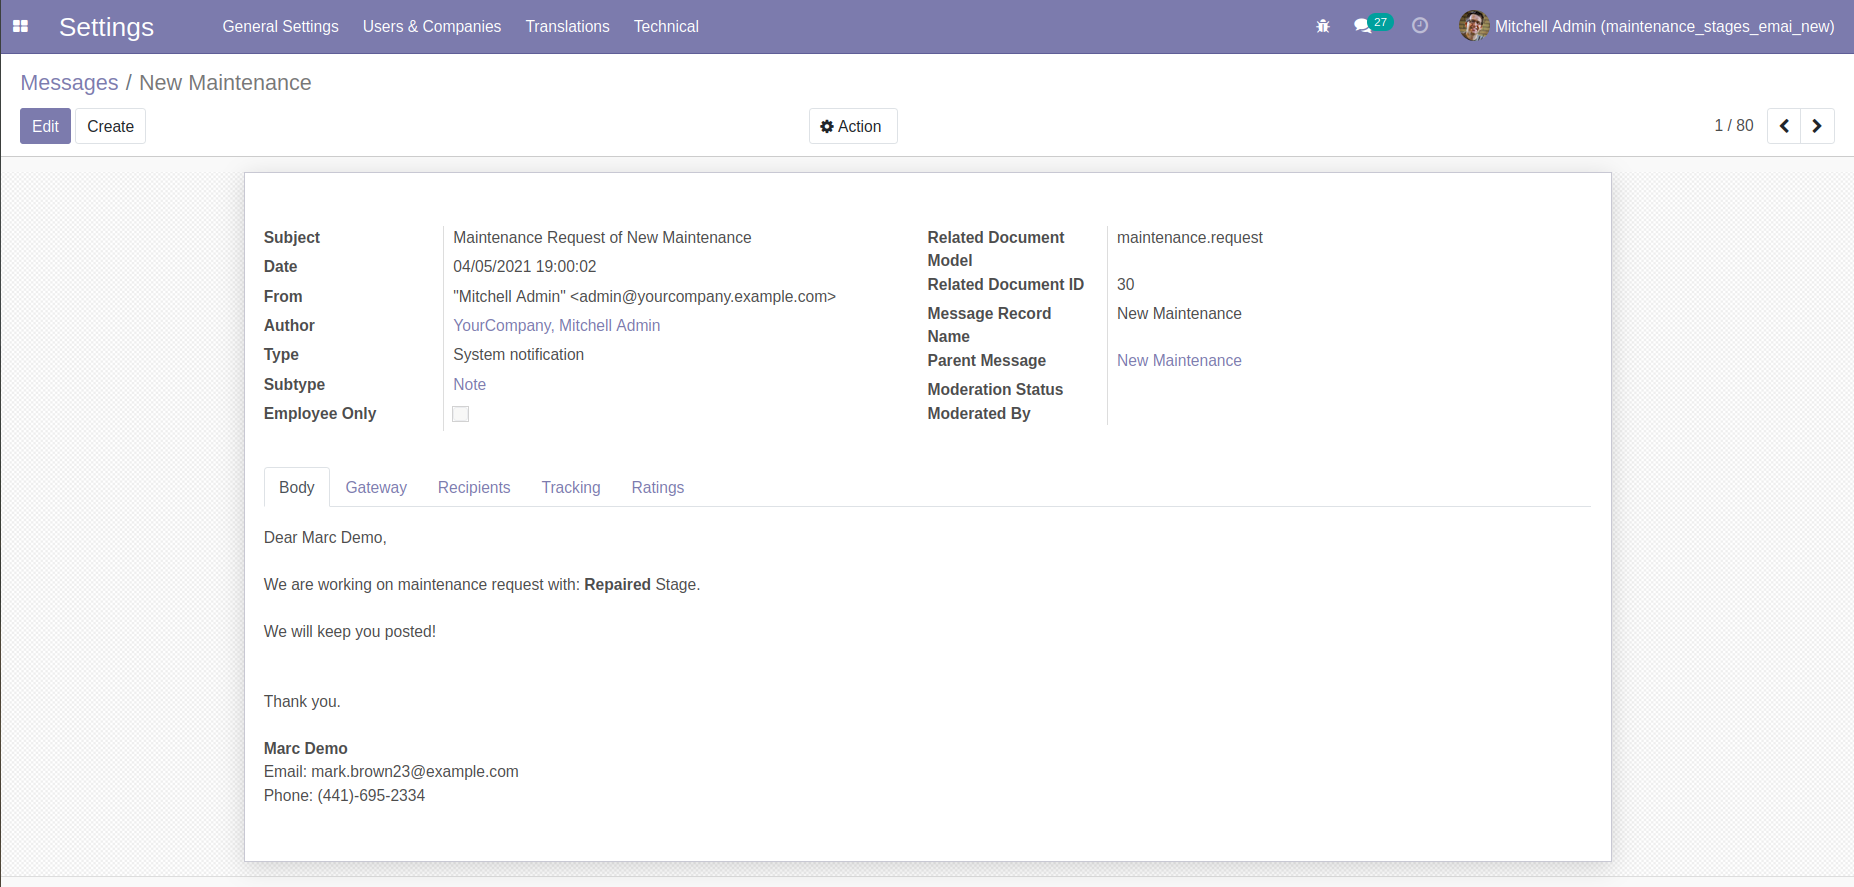 Settings General Settings Users & Companies Translations Technical 27 Mitchell Admin (maintenance_stages_emai_new)
Messages / New Maintenance
Edit Create Action 1 / 80
Subject Maintenance Request of New Maintenance
Date 04/05/2021 19:00:02
From "Mitchell Admin" <admin@yourcompany.example.com>
Author YourCompany, Mitchell Admin
Type System notification
Subtype Note
Employee Only
Related Document Model maintenance.request
Related Document ID 30
Message Record Name New Maintenance
Parent Message New Maintenance
Moderation Status
Moderated By
Body Gateway Recipients Tracking Ratings
Dear Marc Demo,
We are working on maintenance request with: Repaired Stage.
We will keep you posted!
Thank you.
Marc Demo
Email: mark.brown23@example.com
Phone: (441)-695-2334